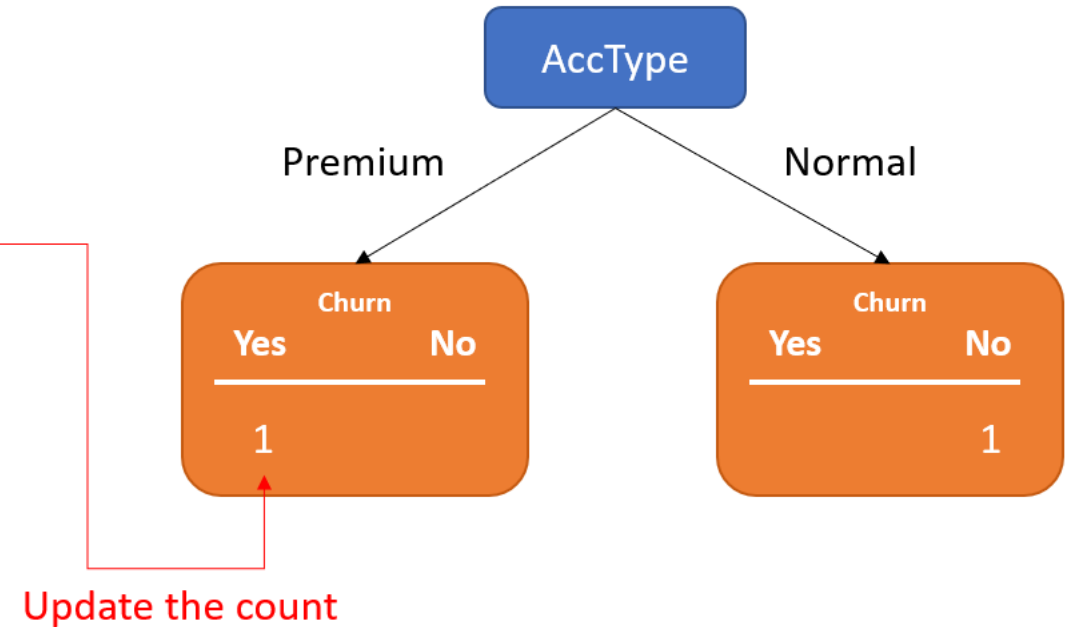 AccType
Premium
Normal
Churn
Yes No
1
Churn
Yes No
1
Update the count